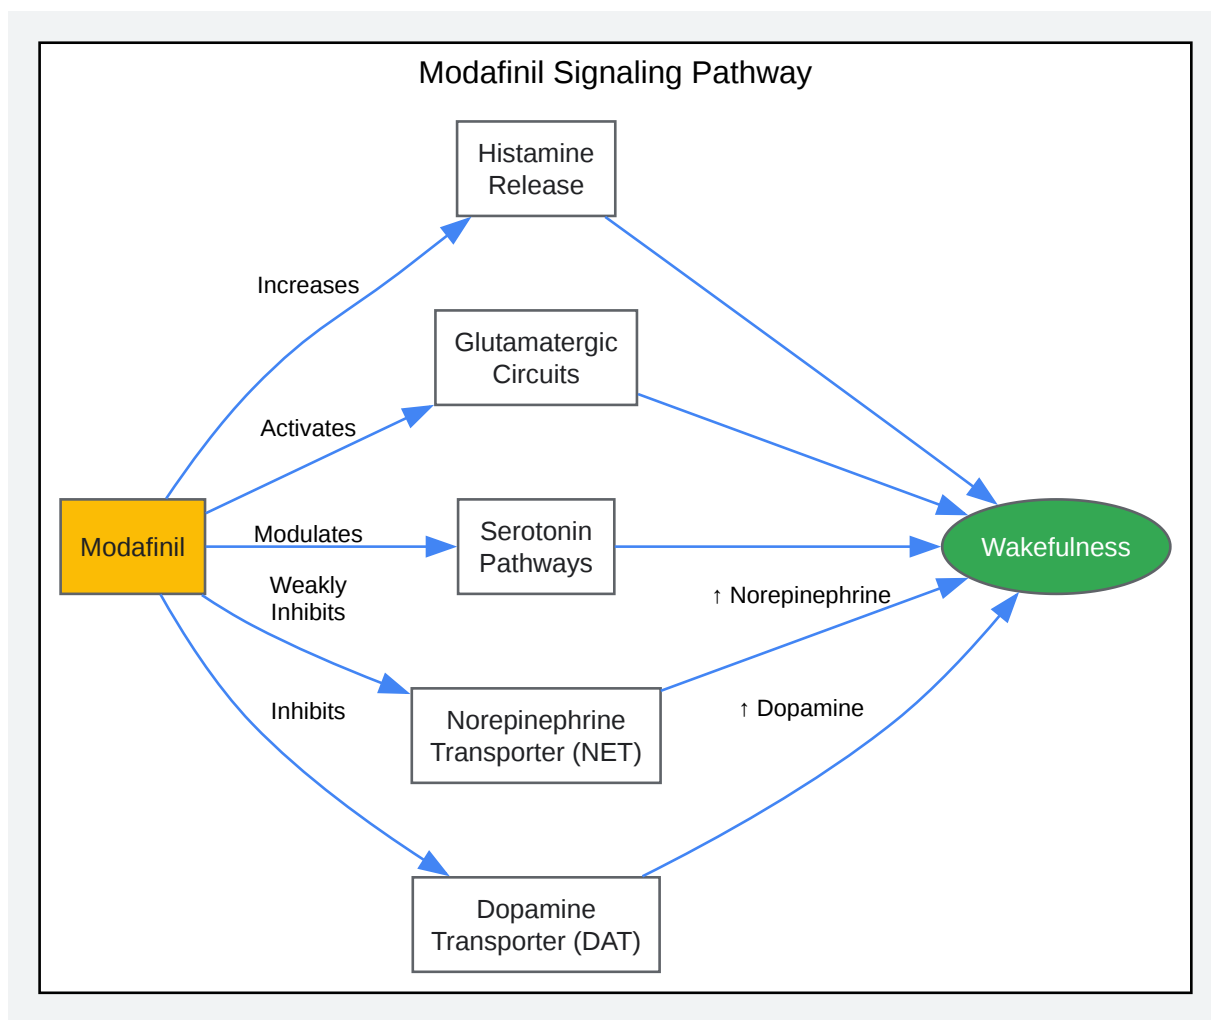 Modafinil Signaling Pathway
Histamine
Release
Increases
Glutamatergic
Circuits
Activates
Modafinil
Modulates
Serotonin
Pathways
Wakefulness
Weakly
Inhibits
↑ Norepinephrine
Inhibits
Norepinephrine
Transporter (NET)
↑ Dopamine
Dopamine
Transporter (DAT)